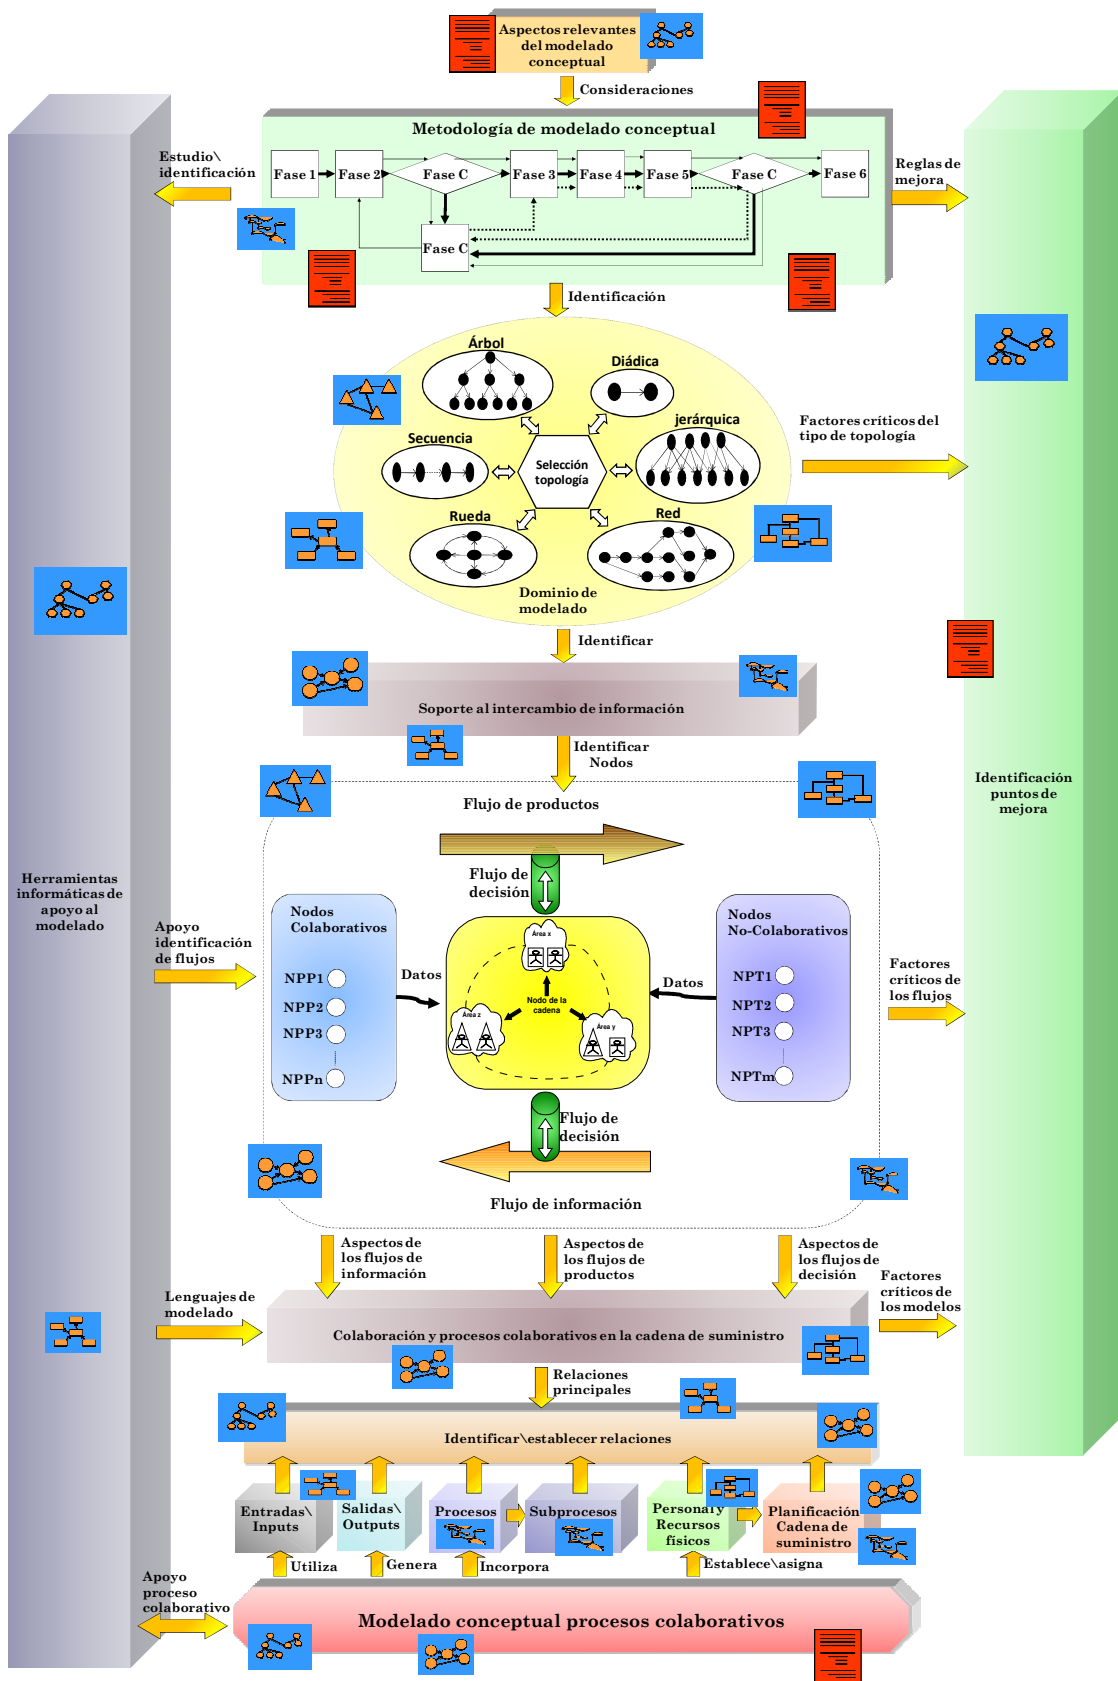 Aspectos relevantes
del modelado
conceptual
Consideraciones
Metodología de modelado conceptual
Estudio\
identificación
Fase 1
Fase 2
Fase C
Fase 3
Fase 4
Fase 5
Fase C
Fase 6
Fase C
Reglas de
mejora
Identificación
Árbol
Diádica
Secuencia
jerárquica
Selección
topología
Rueda
Red
Dominio de
modelado
Factores críticos del
tipo de topología
Identificar
Soporte al intercambio de información
Identificar
Nodos
Identificación
puntos de
mejora
Herramientas
informáticas de
apoyo al
modelado
Flujo de productos
Flujo de
decisión
Nodos
Colaborativos
NPP1
NPP2
NPP3
NPPn
Datos
Área x
Nodo de la
cadena
Área z
Área y
Datos
Nodos
No-Colaborativos
NPT1
NPT2
NPT3
NPTm
Apoyo
identificación
de flujos
Factores
críticos de
los flujos
Flujo de
decisión
Flujo de información
Aspectos de
los flujos de
información
Aspectos de
los flujos de
productos
Aspectos de
los flujos de
decisión
Lenguajes de
modelado
Factores
críticos de
los modelos
Colaboración y procesos colaborativos en la cadena de suministro
Relaciones
principales
Identificar\establecer relaciones
Entradas\
Inputs
Salidas\
Outputs
Procesos
Subprocesos
Personal y
Recursos
físicos
Planificación
Cadena de
suministro
Utiliza
Genera
Incorpora
Establece\asigna
Apoyo
proceso
colaborativo
Modelado conceptual procesos colaborativos